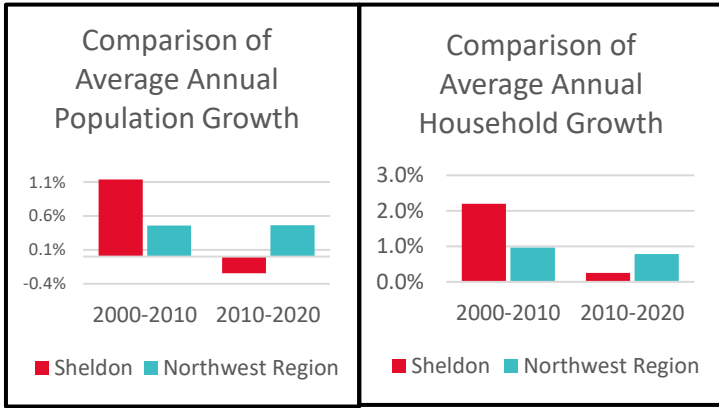 Comparison of
Average Annual
Population Growth
1.1%
0.6%
0.1%
-0.4%
2000-2010 2010-2020
Sheldon Northwest Region
Comparison of
Average Annual
Household Growth
3.0%
2.0%
1.0%
0.0%
2000-2010 2010-2020
Sheldon Northwest Region